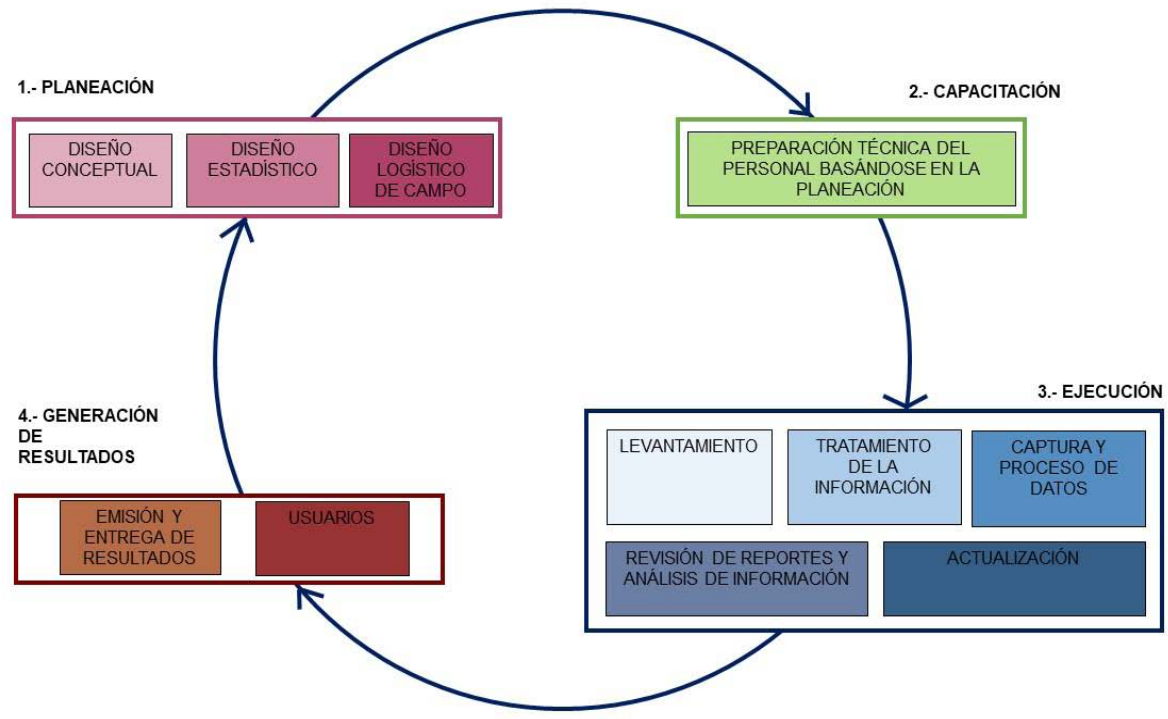 1.- PLANEACIÓN
DISEÑO
CONCEPTUAL
DISEÑO
ESTADÍSTICO
DISEÑO
LOGÍSTICO
DE CAMPO
2.- CAPACITACIÓN
PREPARACIÓN TÉCNICA DEL
PERSONAL BASÁNDOSE EN LA
PLANEACIÓN
3.- EJECUCIÓN
LEVANTAMIENTO
TRATAMIENTO
DE LA
INFORMACIÓN
CAPTURA Y
PROCESO DE
DATOS
REVISIÓN DE REPORTES Y
ANÁLISIS DE INFORMACIÓN
ACTUALIZACIÓN
4.- GENERACIÓN
DE
RESULTADOS
EMISIÓN Y
ENTREGA DE
RESULTADOS
USUARIOS